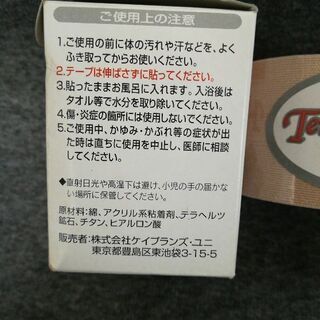 ご使用上の注意
1.ご使用の前に体の汚れや汗などを、よく
ふき取ってからお使いください。
2.テープは伸ばさずに貼ってください。
3.貼ったままお風呂に入れます。入浴後は
タオル等で水分を取り除いてください。
4.傷・炎症の箇所には使用しないでください。
5.ご使用中、かゆみ・かぶれ等の症状が出
た時は直ちに使用を中止し、医師に相談
してください。
◆直射日光や高温下は避け、小児の手の届かな
い場所に保管してください。
原材料:綿、アクリル系粘着剤、テラヘルツ
鉱石、チタン、ヒアルロン酸
販売者:株式会社ケイプランズ・ユニ
東京都豊島区東池袋3-15-5